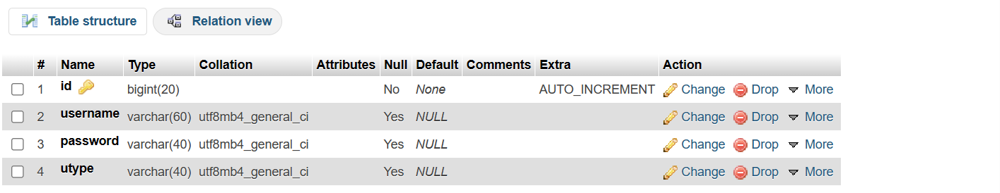 Table structure Relation view
# Name Type Collation Attributes Null Default Comments Extra Action
1 id bigint(20) No None AUTO_INCREMENT Change Drop More
2 username varchar(60) utf8mb4_general_ci Yes NULL Change Drop More
3 password varchar(40) utf8mb4_general_ci Yes NULL Change Drop More
4 utype varchar(40) utf8mb4_general_ci Yes NULL Change Drop More